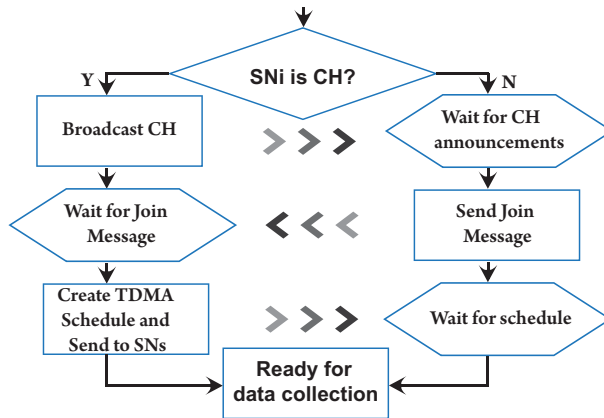 SNi is CH?
Y
N
Broadcast CH
Wait for CH
announcements
Wait for Join
Message
Send Join
Message
Create TDMA
Schedule and
Send to SNs
Wait for schedule
Ready for
data collection